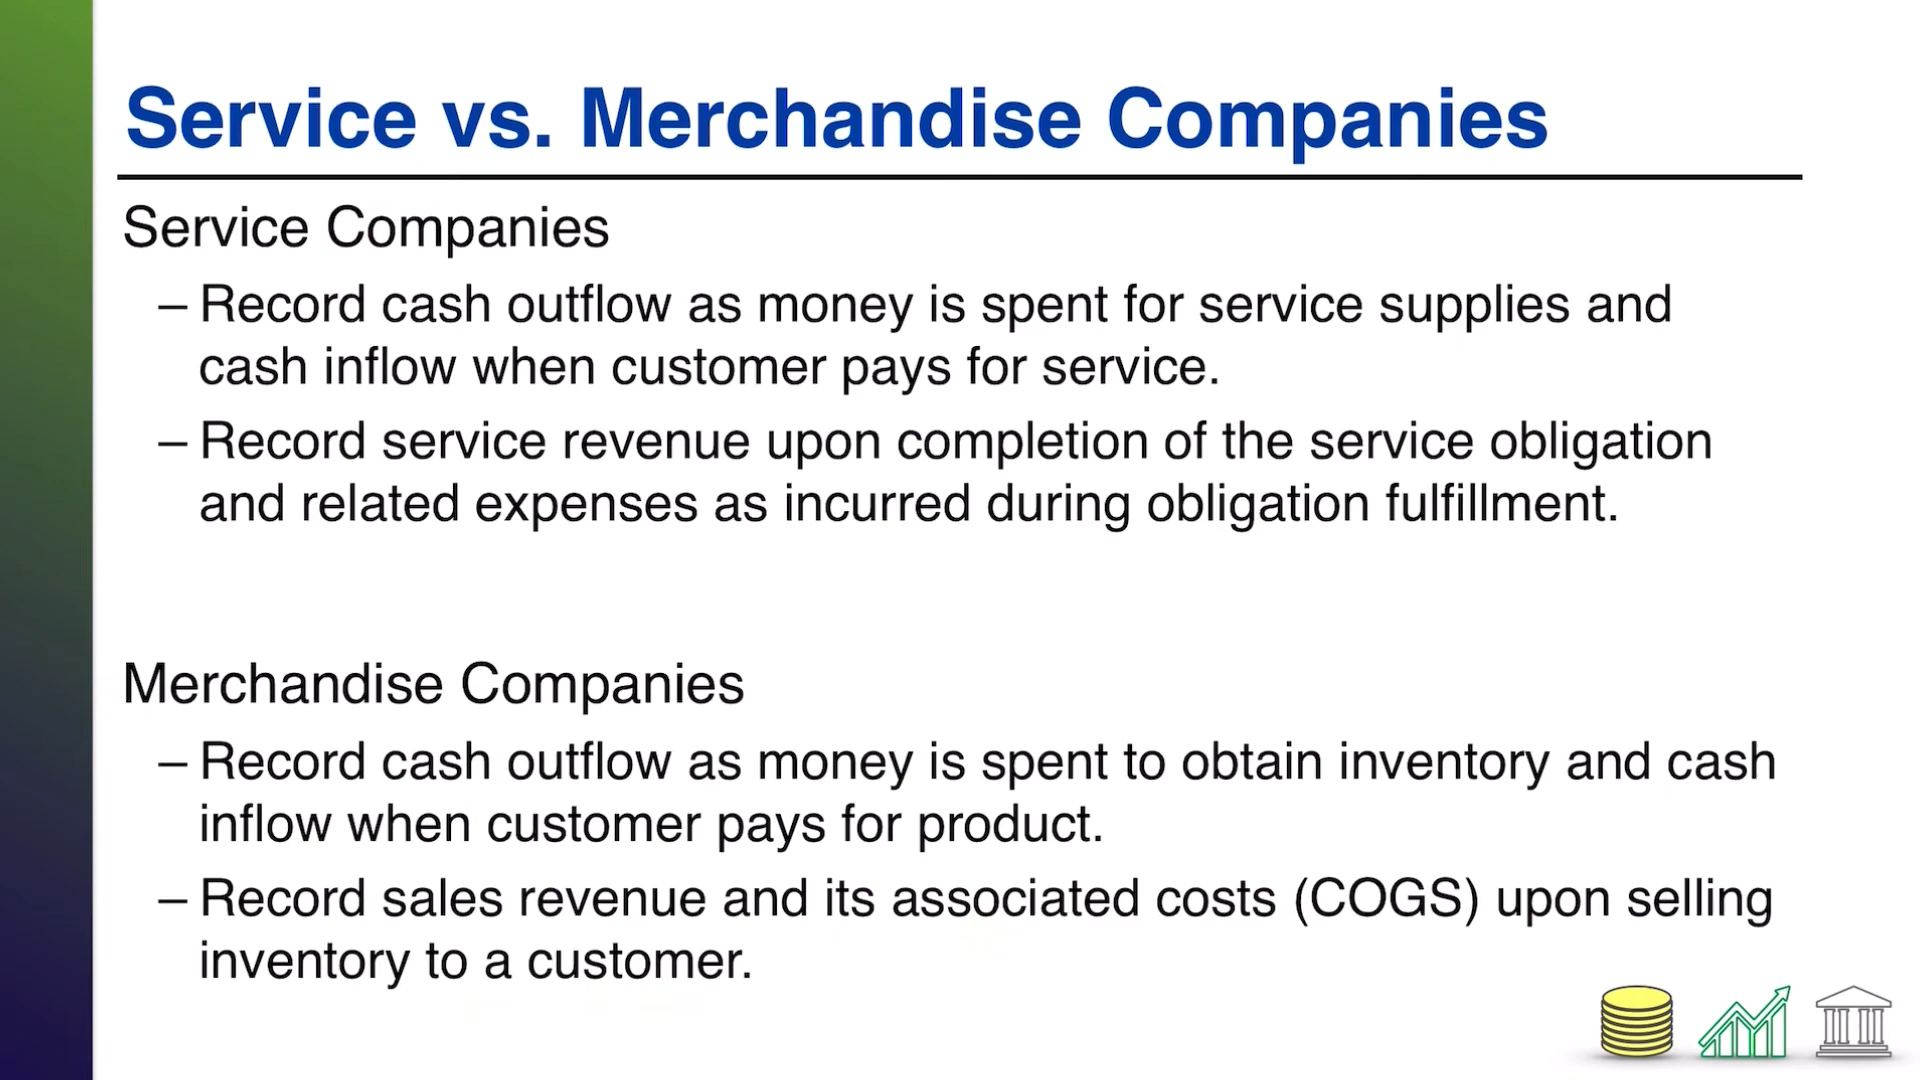 Service vs. Merchandise Companies
Service Companies
– Record cash outflow as money is spent for service supplies and
cash inflow when customer pays for service.
– Record service revenue upon completion of the service obligation
and related expenses as incurred during obligation fulfillment.
Merchandise Companies
– Record cash outflow as money is spent to obtain inventory and cash
inflow when customer pays for product.
– Record sales revenue and its associated costs (COGS) upon selling
inventory to a customer.